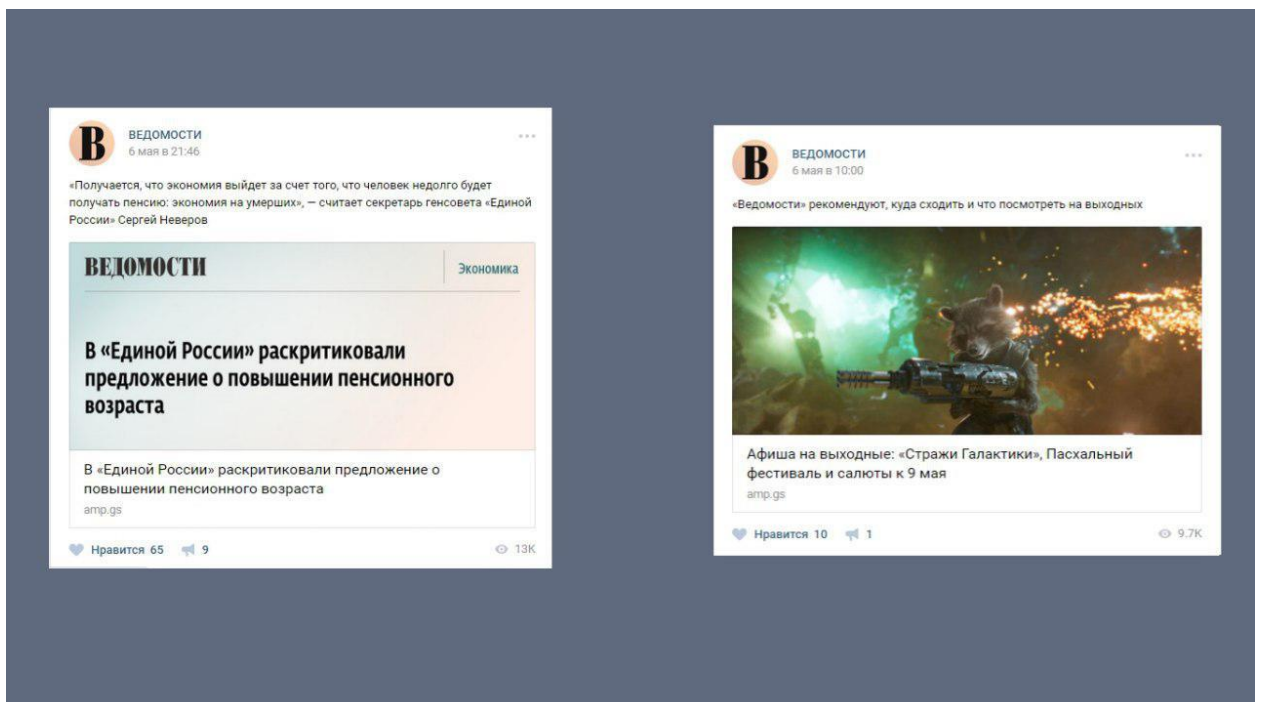 В
ВЕДОМОСТИ
6 мая в 21:46
«Получается, что экономия выйдет за счет того, что человек недолго будет
получать пенсию: экономия на умерших», — считает секретарь генсовета «Единой
России» Сергей Неверов
ВЕДОМОСТИ
Экономика
В «Единой России» раскритиковали
предложение о повышении пенсионного
возраста
В «Единой России» раскритиковали предложение о
повышении пенсионного возраста
amp.gs
Нравится 65 9 13K
В
ВЕДОМОСТИ
6 мая в 10:00
«Ведомости» рекомендуют, куда сходить и что посмотреть на выходных
Афиша на выходные: «Стражи Галактики», Пасхальный
фестиваль и салюты к 9 мая
amp.gs
Нравится 10 1 9.7K